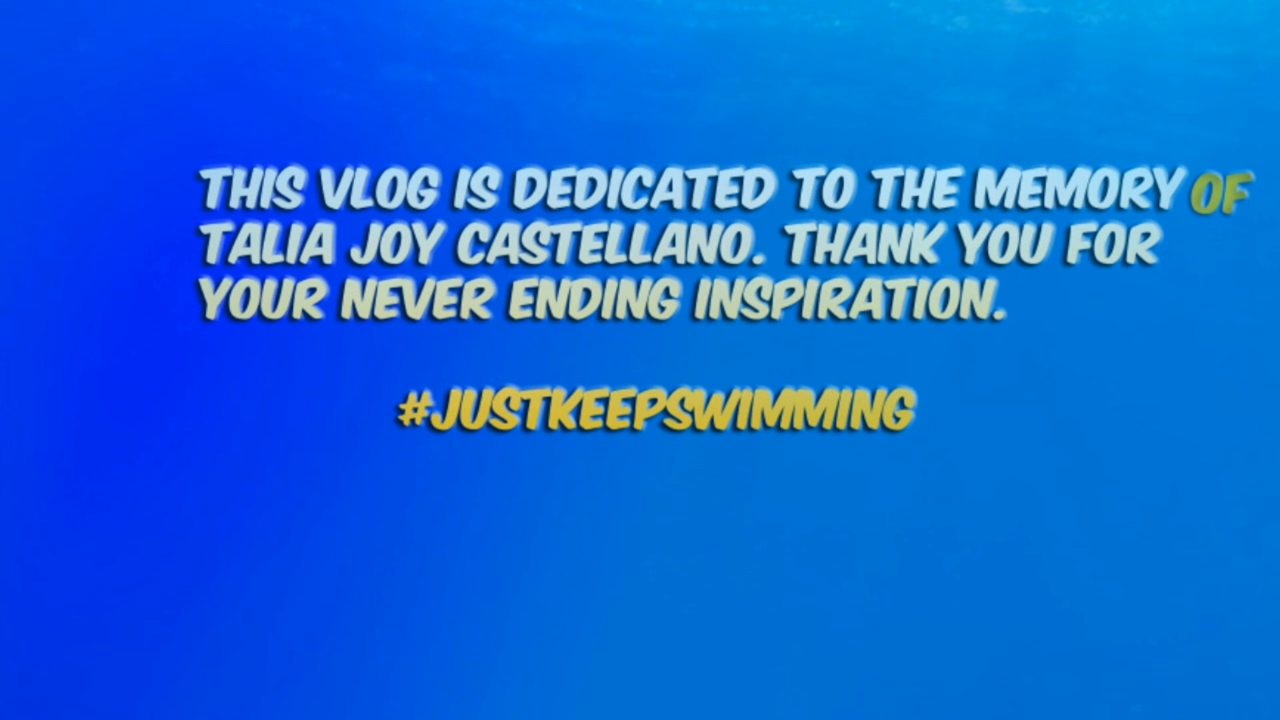 THIS VLOG IS DEDICATED TO THE MEMORY OF
TALIA JOY CASTELLANO. THANK YOU FOR
YOUR NEVER ENDING INSPIRATION.
#JUSTKEEPSWIMMING